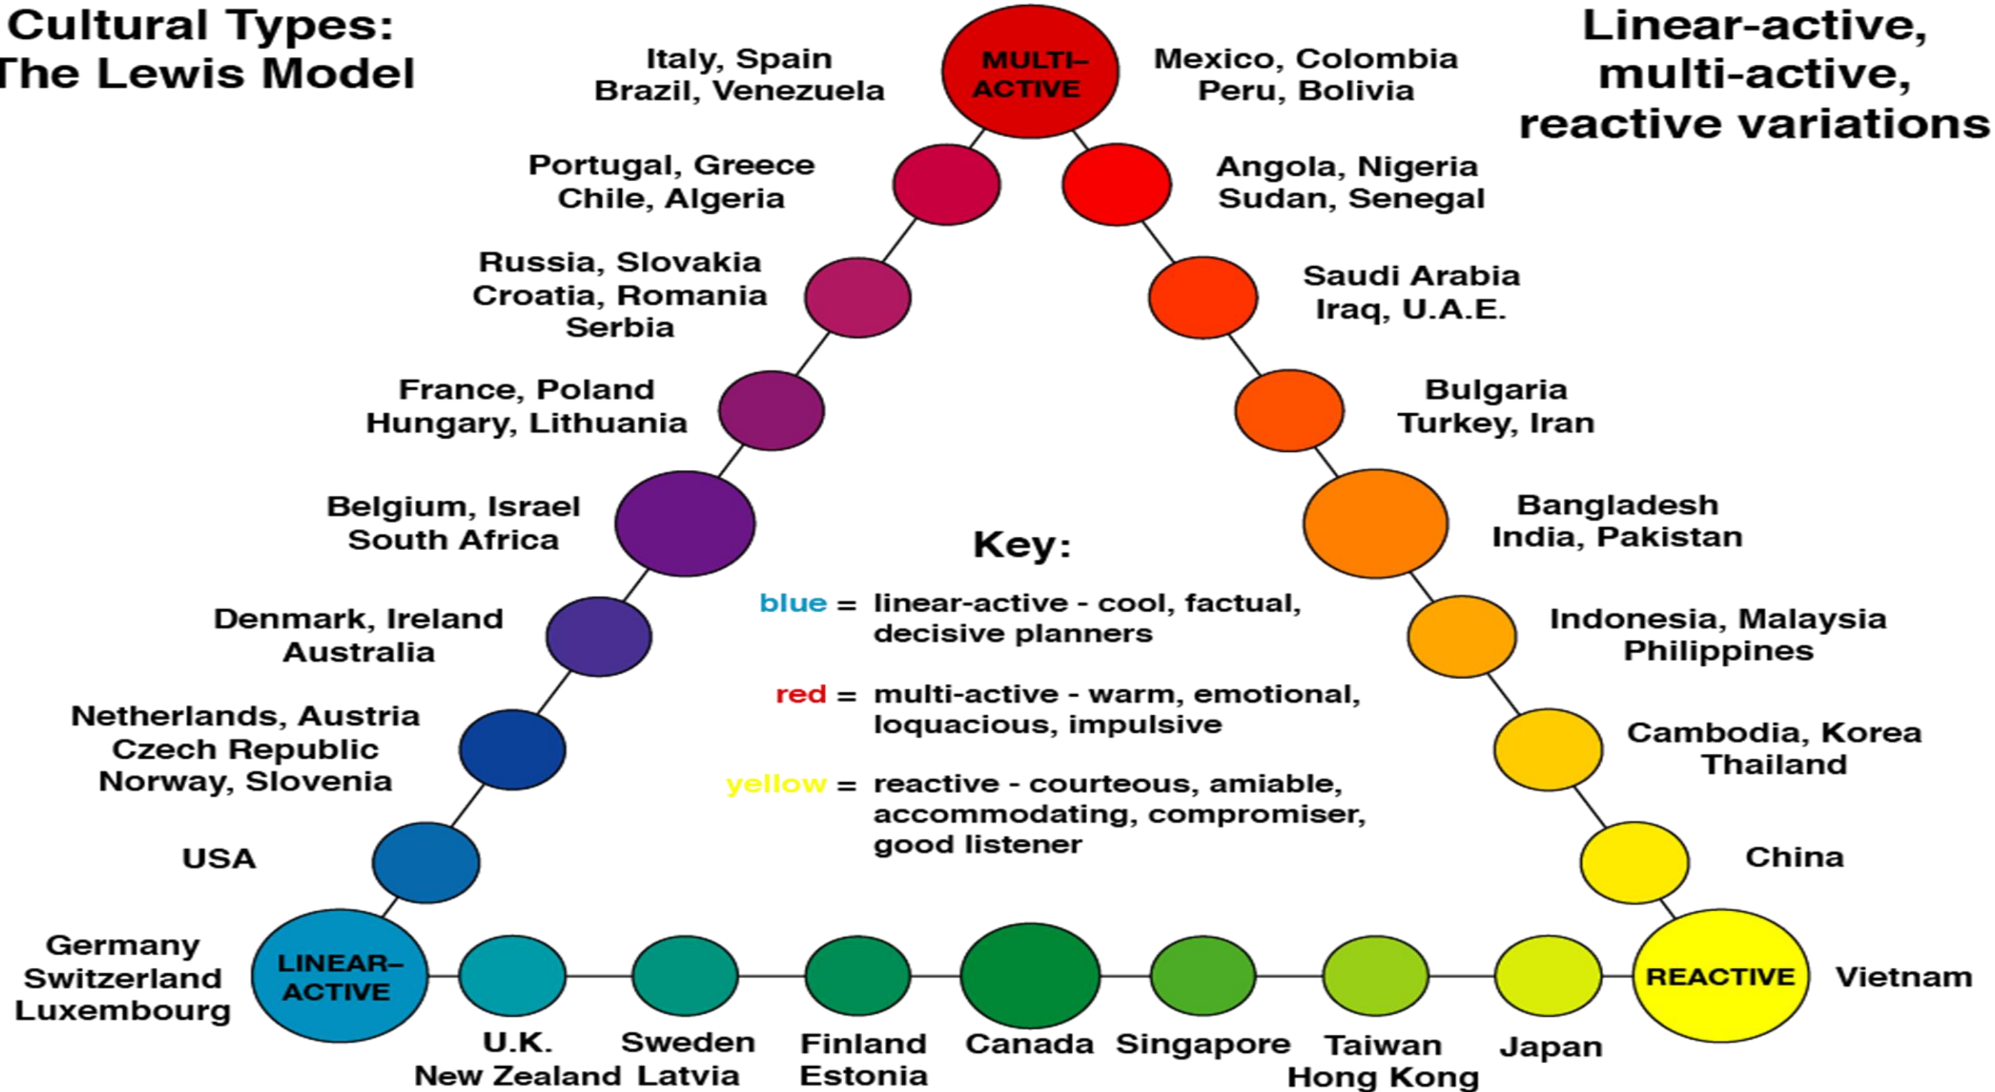 Cultural Types:
The Lewis Model
Linear-active,
multi-active,
reactive variations
MULTI-
ACTIVE
Italy, Spain
Brazil, Venezuela
Mexico, Colombia
Peru, Bolivia
Portugal, Greece
Chile, Algeria
Angola, Nigeria
Sudan, Senegal
Russia, Slovakia
Croatia, Romania
Serbia
Saudi Arabia
Iraq, U.A.E.
France, Poland
Hungary, Lithuania
Bulgaria
Turkey, Iran
Belgium, Israel
South Africa
Bangladesh
India, Pakistan
Key:
blue = linear-active - cool, factual,
decisive planners
red = multi-active - warm, emotional,
loquacious, impulsive
yellow = reactive - courteous, amiable,
accommodating, compromiser,
good listener
Denmark, Ireland
Australia
Indonesia, Malaysia
Philippines
Netherlands, Austria
Czech Republic
Norway, Slovenia
Cambodia, Korea
Thailand
USA
China
Germany
Switzerland
Luxembourg
LINEAR-
ACTIVE
REACTIVE
Vietnam
U.K.
New Zealand
Sweden
Latvia
Finland
Estonia
Canada
Singapore
Taiwan
Hong Kong
Japan